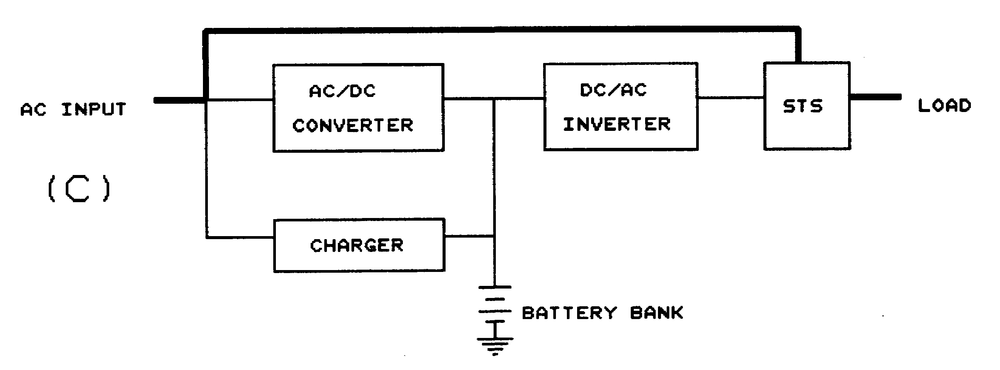 AC INPUT
AC/DC
CONVERTER
DC/AC
INVERTER
STS
LOAD
(C)
CHARGER
BATTERY BANK